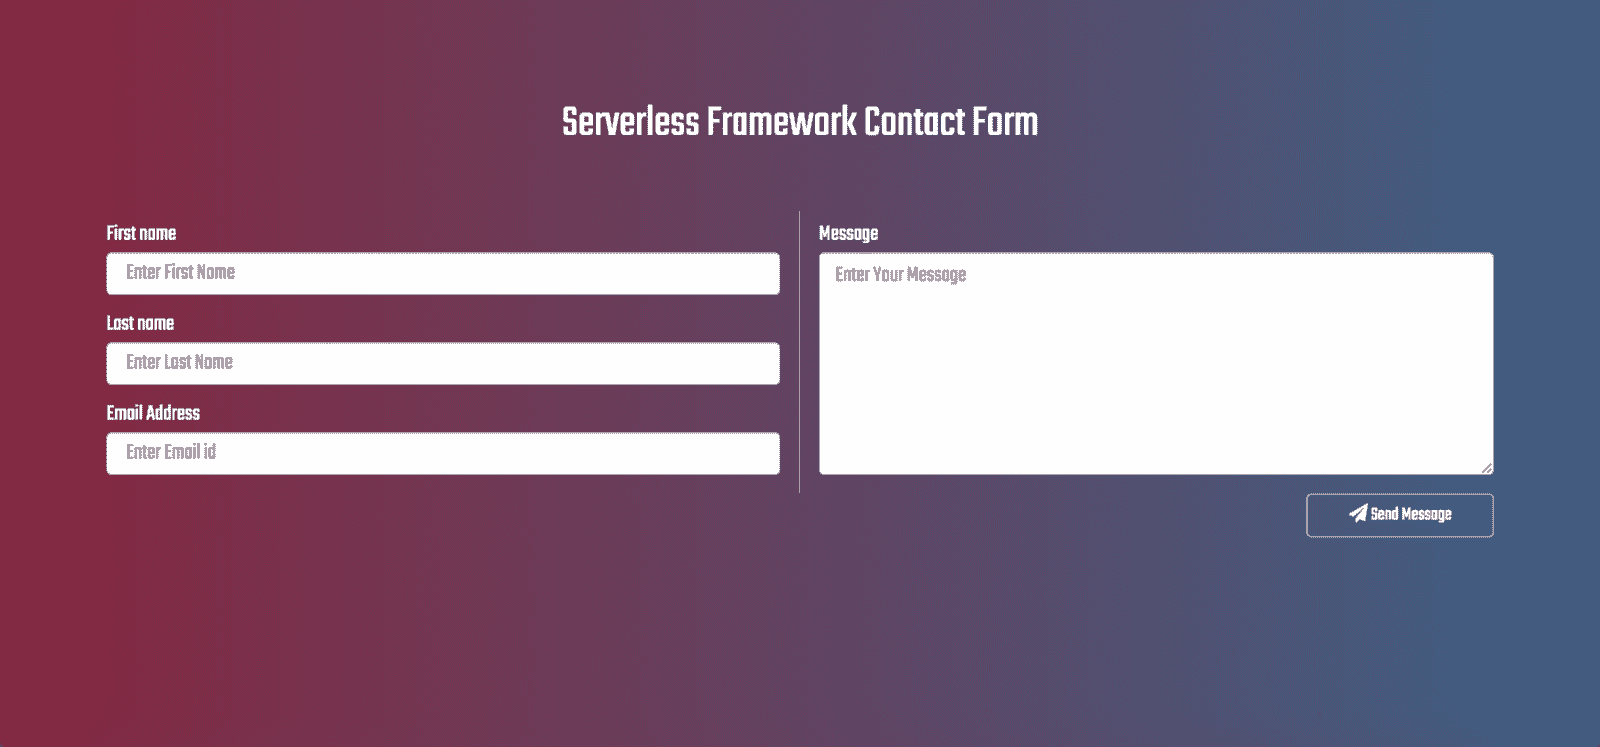 Serverless Framework Contact Form
First name
Enter First Name
Last name
Enter Last Name
Email Address
Enter Email id
Message
Enter Your Message
Send Message